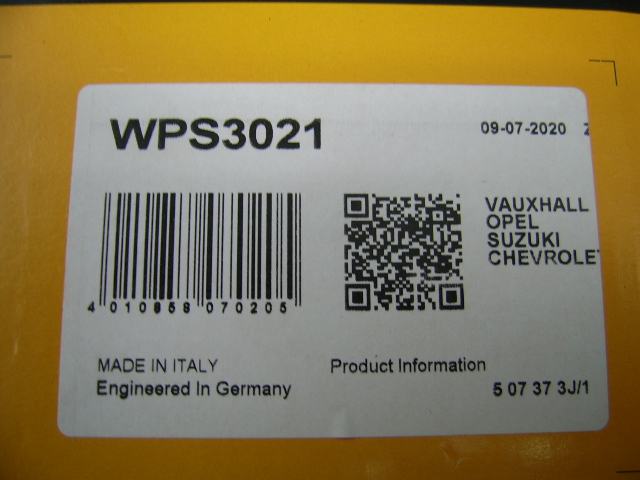 WPS3021
09-07-2020
VAUXHALL
OPEL
SUZUKI
CHEVROLET
4 010858 070205
MADE IN ITALY
Engineered In Germany
Product Information
5 07 37 3J/1